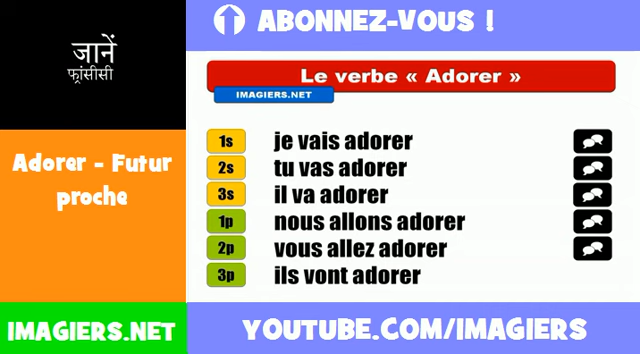 जानें
फ्रांसीसी
ABONNEZ-VOUS !
Le verbe « Adorer »
IMAGIERS.NET
Adorer - Futur
proche
1s je vais adorer
2s tu vas adorer
3s il va adorer
1p nous allons adorer
2p vous allez adorer
3p ils vont adorer
IMAGIERS.NET
YOUTUBE.COM/IMAGIERS